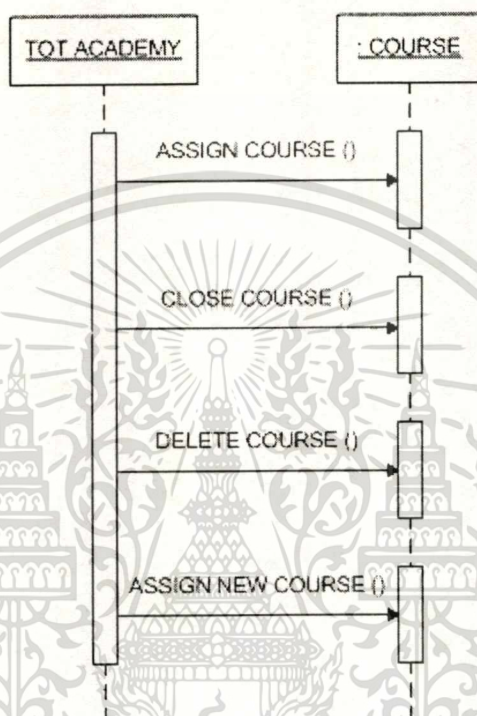 TOT ACADEMY
: COURSE
ASSIGN COURSE ()
CLOSE COURSE ()
DELETE COURSE ()
ASSIGN NEW COURSE ()